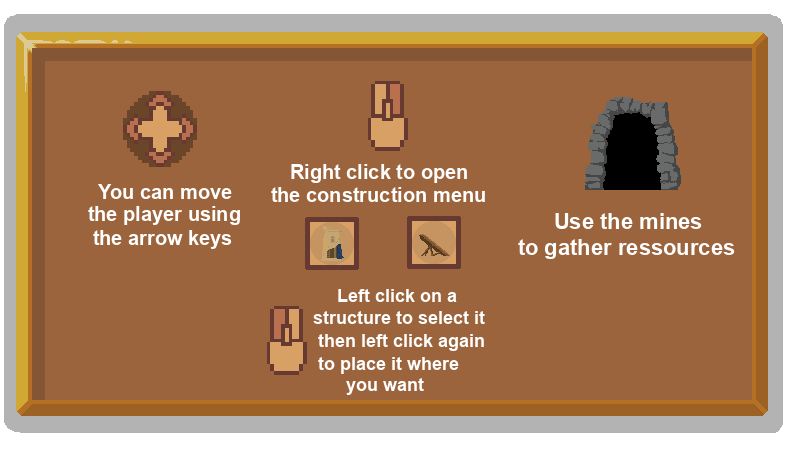 You can move
the player using
the arrow keys
Right click to open
the construction menu
Left click on a
structure to select it
then left click again
to place it where
you want
Use the mines
to gather ressources